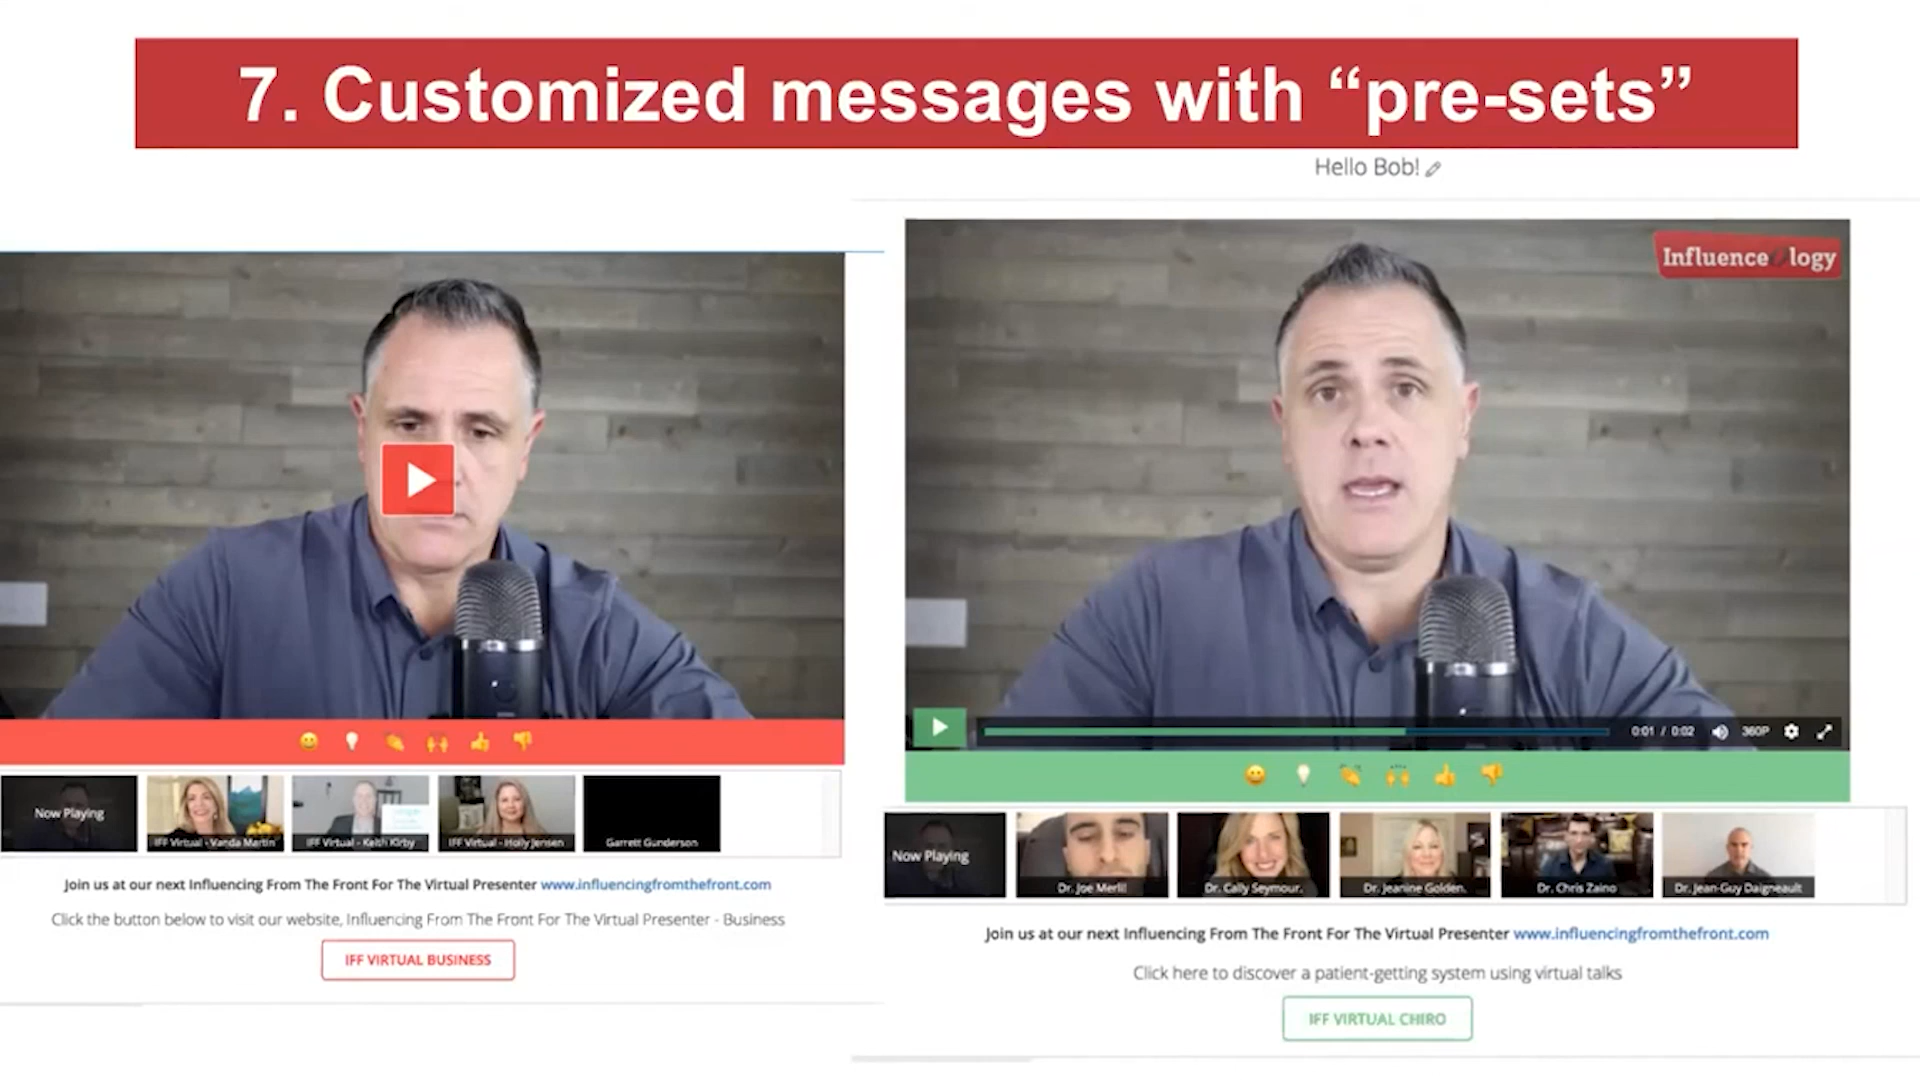 7. Customized messages with “pre-sets”
Hello Bob!
InfluenceOlogy
0:01 / 0:02
360P
Now Playing
IFF Virtual - Vanda Martin
IFF Virtual - Keith Kirby
IFF Virtual - Holly Jensen
Garrett Gunderson
Join us at our next Influencing From The Front For The Virtual Presenter www.influencingfromthefront.com
Click the button below to visit our website, Influencing From The Front For The Virtual Presenter - Business
IFF VIRTUAL BUSINESS
Now Playing
Dr. Joe Merlil
Dr. Cally Seymour.
Dr. Jeanine Golden.
Dr. Chris Zaino
Dr. Jean-Guy Daigneault
Join us at our next Influencing From The Front For The Virtual Presenter www.influencingfromthefront.com
Click here to discover a patient-getting system using virtual talks
IFF VIRTUAL CHIRO